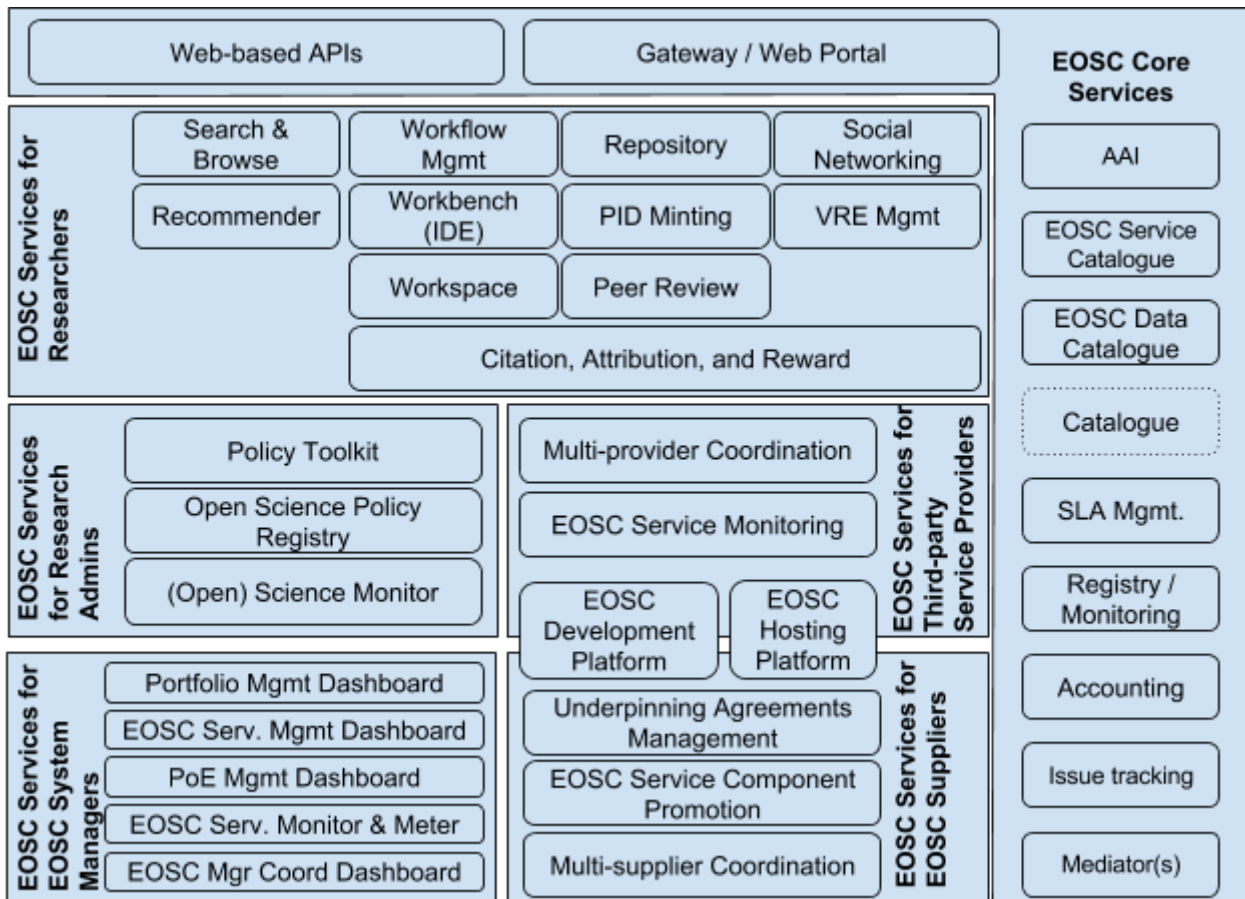 Web-based APIs
Gateway / Web Portal
EOSC Services for
Researchers
Search &
Browse
Workflow
Mgmt
Repository
Social
Networking
Recommender
Workbench
(IDE)
PID Minting
VRE Mgmt
Workspace
Peer Review
Citation, Attribution, and Reward
EOSC Services
for Research
Admins
Policy Toolkit
Open Science Policy
Registry
(Open) Science Monitor
Multi-provider Coordination
EOSC Service Monitoring
EOSC
Development
Platform
EOSC
Hosting
Platform
EOSC Services for
Third-party
Service Providers
EOSC Services for
EOSC System
Managers
Portfolio Mgmt Dashboard
EOSC Serv. Mgmt Dashboard
PoE Mgmt Dashboard
EOSC Serv. Monitor & Meter
EOSC Mgr Coord Dashboard
Underpinning Agreements
Management
EOSC Service Component
Promotion
Multi-supplier Coordination
EOSC Services for
EOSC Suppliers
EOSC Core
Services
AAI
EOSC Service
Catalogue
EOSC Data
Catalogue
Catalogue
SLA Mgmt.
Registry /
Monitoring
Accounting
Issue tracking
Mediator(s)